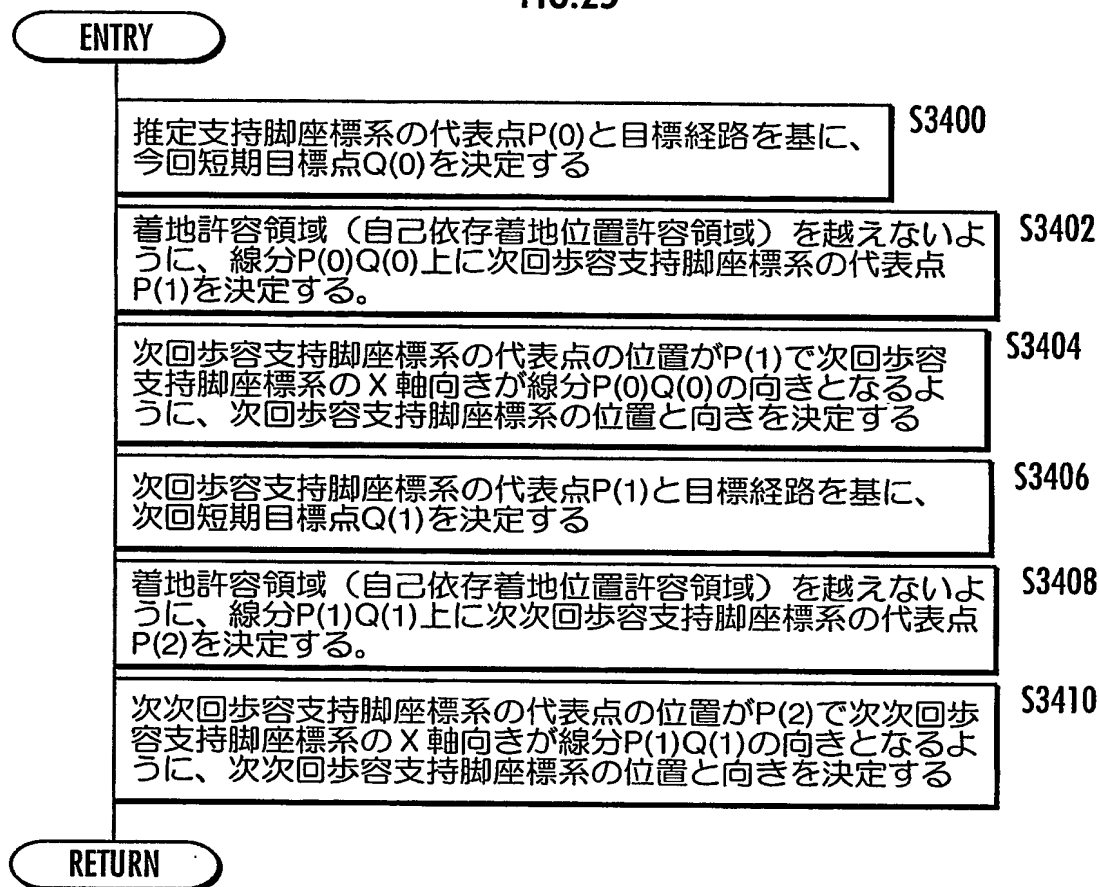 FIG.25
ENTRY
推定支持脚座標系の代表点P(0)と目標経路を基に、
今回短期目標点Q(0)を決定する
S3400
着地許容領域（自己依存着地位置許容領域）を越えないよ
うに、線分P(0)Q(0)上に次回歩容支持脚座標系の代表点
P(1)を決定する。
S3402
次回歩容支持脚座標系の代表点の位置がP(1)で次回歩容
支持脚座標系のX軸向きが線分P(0)Q(0)の向きとなるよ
うに、次回歩容支持脚座標系の位置と向きを決定する
S3404
次回歩容支持脚座標系の代表点P(1)と目標経路を基に、
次回短期目標点Q(1)を決定する
S3406
着地許容領域（自己依存着地位置許容領域）を越えないよ
うに、線分P(1)Q(1)上に次次回歩容支持脚座標系の代表点
P(2)を決定する。
S3408
次次回歩容支持脚座標系の代表点の位置がP(2)で次次回歩
容支持脚座標系のX軸向きが線分P(1)Q(1)の向きとなるよ
うに、次次回歩容支持脚座標系の位置と向きを決定する
S3410
RETURN